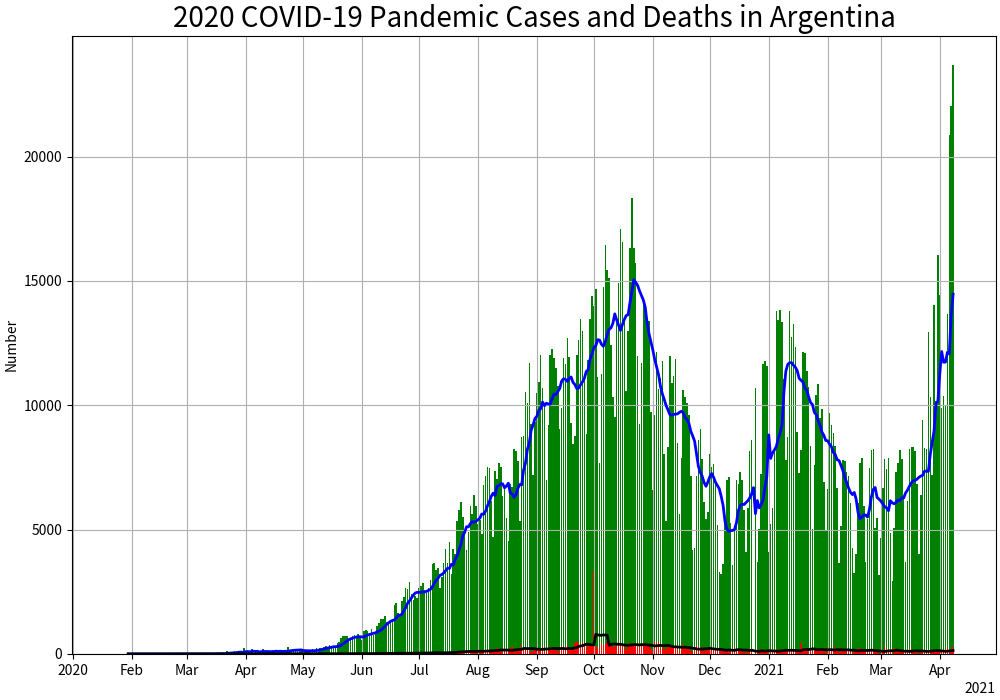 2020 COVID-19 Pandemic Cases and Deaths in Argentina
Number
20000
15000
10000
5000
0
2020 Feb Mar Apr May Jun Jul Aug Sep Oct Nov Dec 2021 Feb Mar Apr
2021